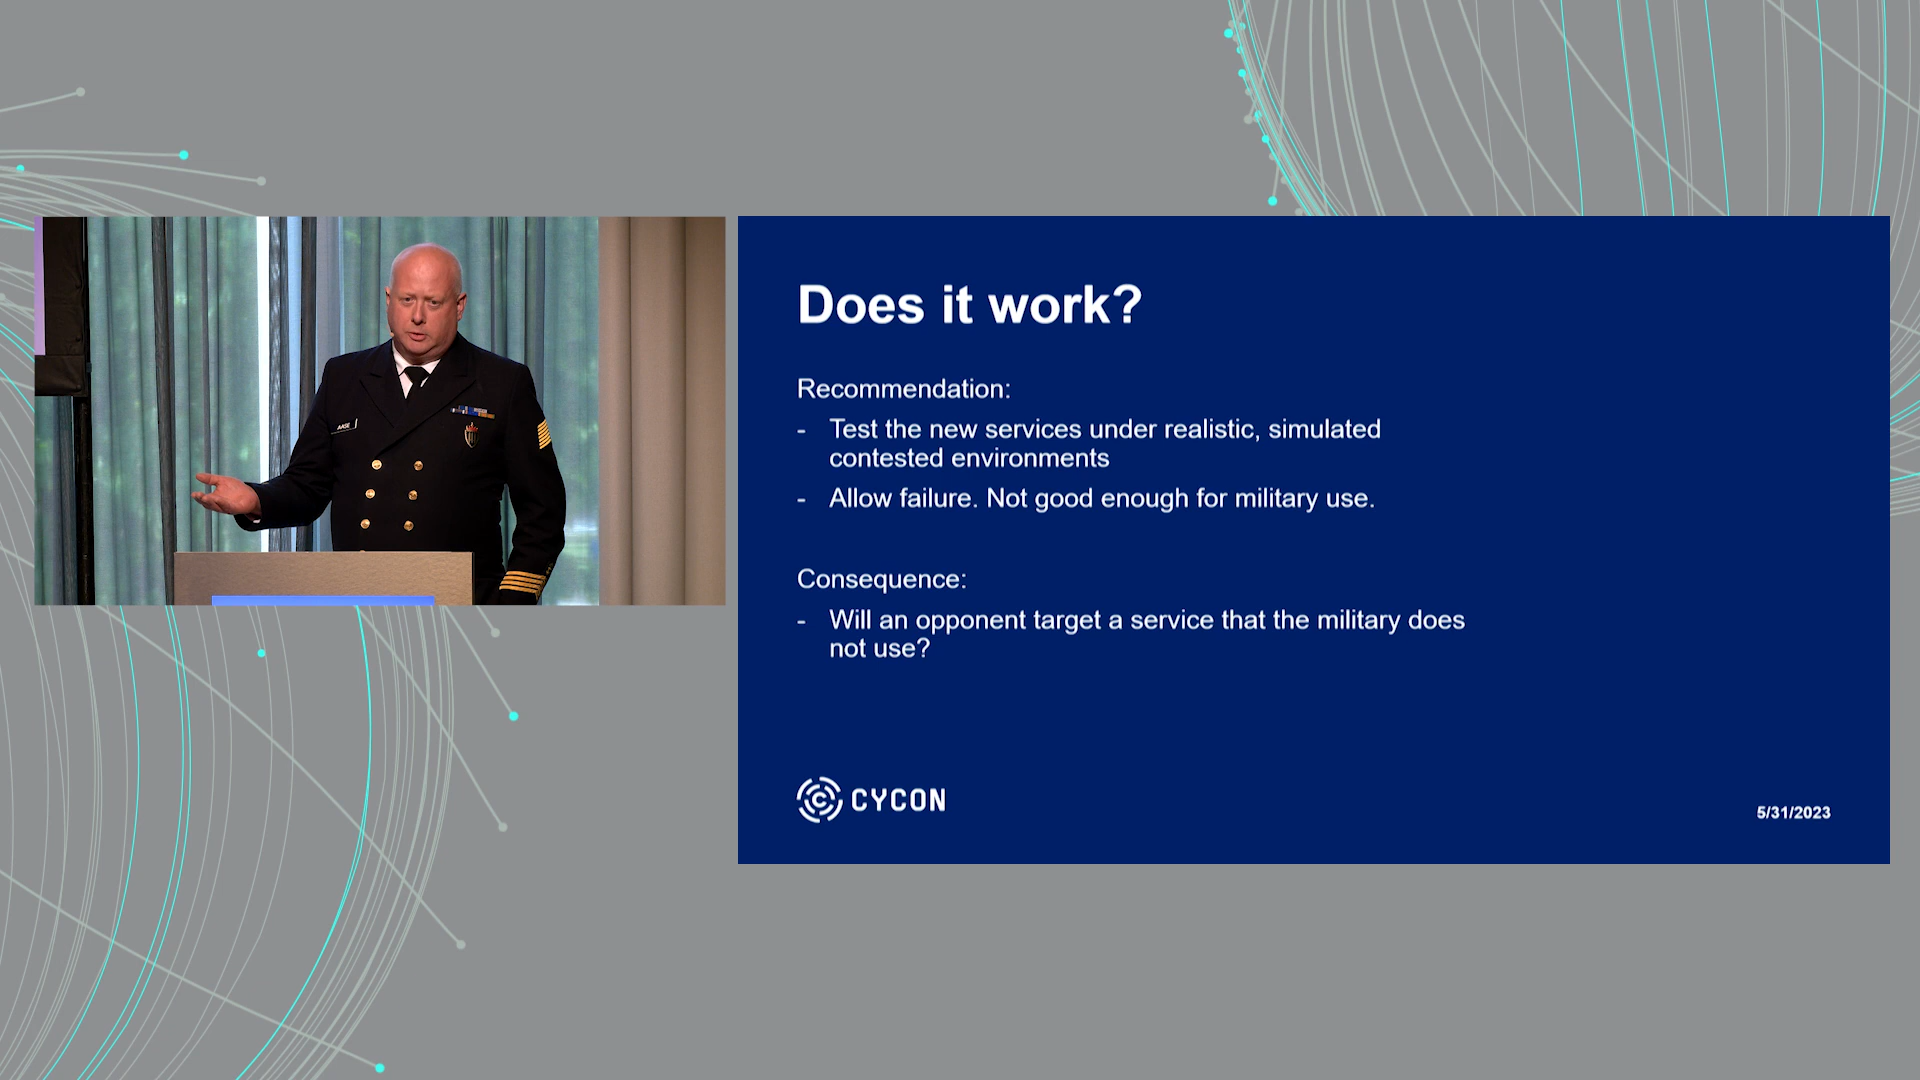 AASE
Does it work?
Recommendation:
- Test the new services under realistic, simulated
contested environments
- Allow failure. Not good enough for military use.
Consequence:
- Will an opponent target a service that the military does
not use?
CYCON
5/31/2023